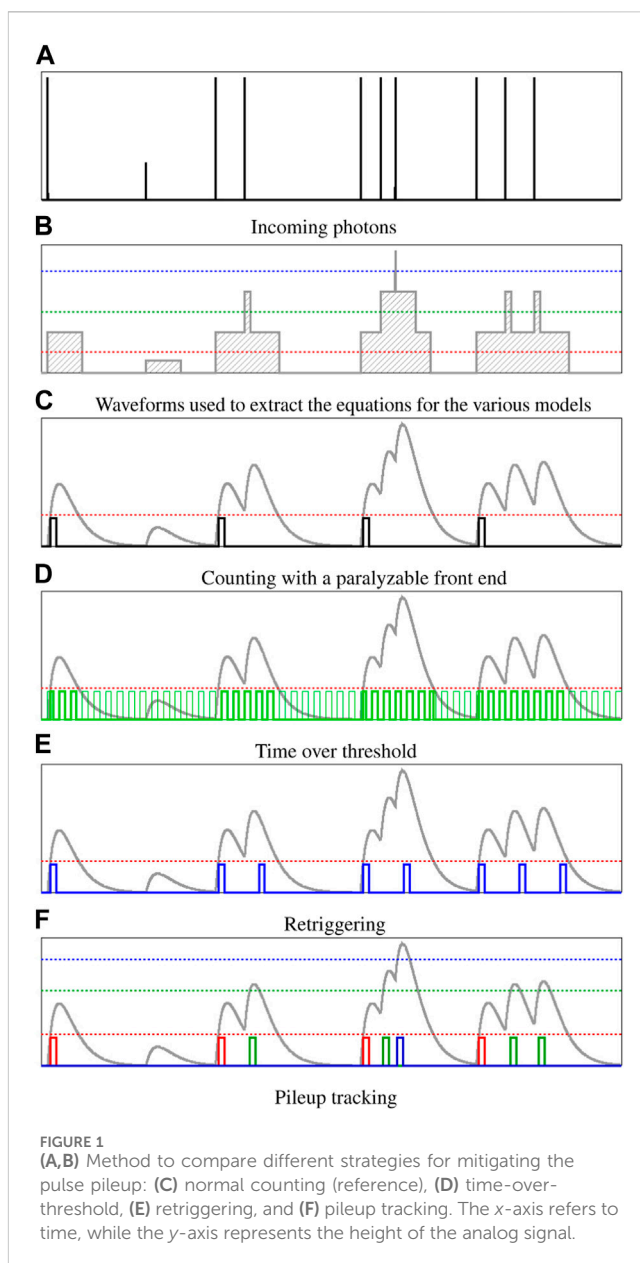 A
Incoming photons
B
Waveforms used to extract the equations for the various models
C
Counting with a paralyzable front end
D
Time over threshold
E
Retriggering
F
Pileup tracking
FIGURE 1
(A,B) Method to compare different strategies for mitigating the
pulse pileup: (C) normal counting (reference), (D) time-over-
threshold, (E) retriggering, and (F) pileup tracking. The x-axis refers to
time, while the y-axis represents the height of the analog signal.